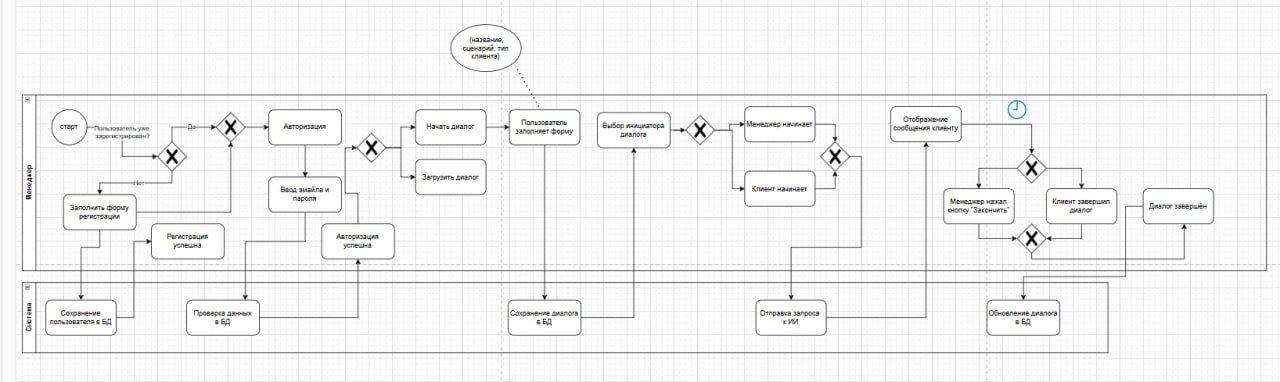 (название,
сценарий, тип
клиента)
Менеджер
старт
Пользователь уже
зарегистрирован?
Да
Нет
Заполнить форму
регистрации
Регистрация
успешна
Авторизация
Ввод эмайла и
пароля
Авторизация
успешна
Начать диалог
Загрузить диалог
Пользователь
заполняет форму
Выбор инициатора
диалога
Менеджер начинает
Клиент начинает
Отображение
сообщения клиенту
Менеджер нажал
кнопку "Закончить"
Клиент завершил
диалог
Диалог завершён
Система
Сохранение
пользователя в БД
Проверка данных
в БД
Сохранение диалога
в БД
Отправка запроса
к ИИ
Обновление диалога
в БД